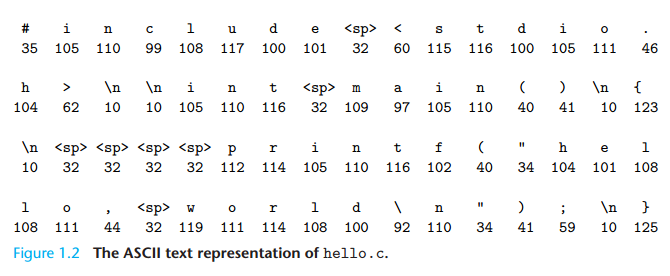 # i n c l u d e <sp> < s t d i o .
35 105 110 99 108 117 100 101 32 60 115 116 100 105 111 46
h > \n \n i n t <sp> m a i n ( ) \n {
104 62 10 10 105 110 116 32 109 97 105 110 40 41 10 123
\n <sp> <sp> <sp> <sp> p r i n t f ( " h e l
10 32 32 32 32 112 114 105 110 116 102 40 34 104 101 108
l o , <sp> w o r l d \ n " ) ; \n }
108 111 44 32 119 111 114 108 100 92 110 34 41 59 10 125
Figure 1.2 The ASCII text representation of hello.c.